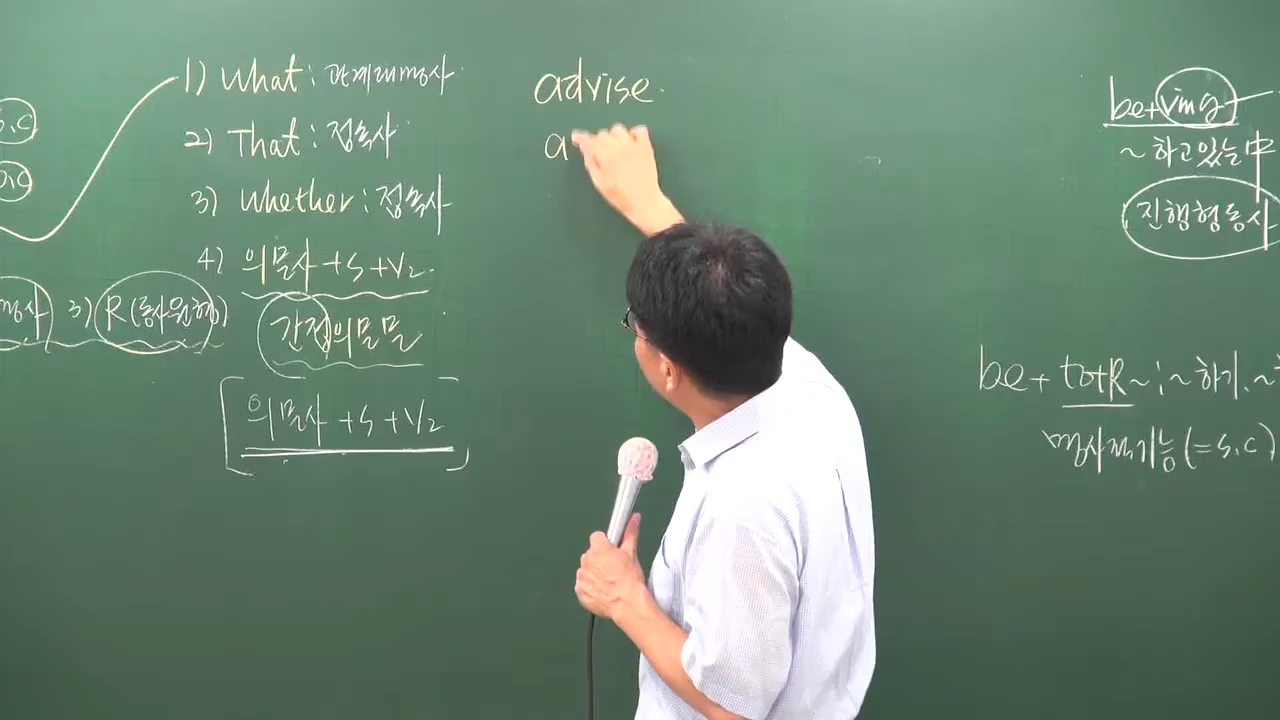 1) What : 관계대명사
2) That : 접속사
3) Whether : 접속사
4) 의문사 + S + V2.
3) R (동사원형)
간접의문문
[의문사 + S + V2]
advise.
a
be+ving
~하고있는中
진행형동사
be + to+R ~ ; ~하기,
명사재기능 (= S.C)